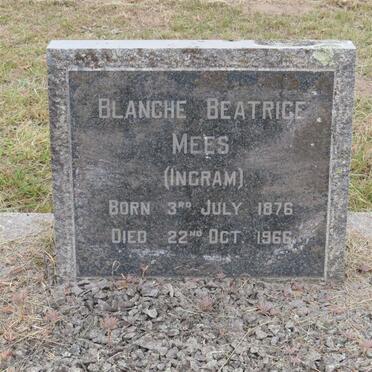 BLANCHE BEATRICE
MEES
(INGRAM)
BORN 3RD JULY 1876
DIED 22ND OCT. 1966